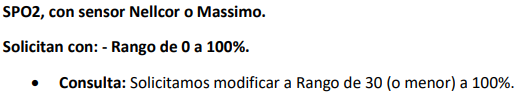 SPO2, con sensor Nellcor o Massimo.
Solicitan con: - Rango de 0 a 100%.
• Consulta: Solicitamos modificar a Rango de 30 (o menor) a 100%.